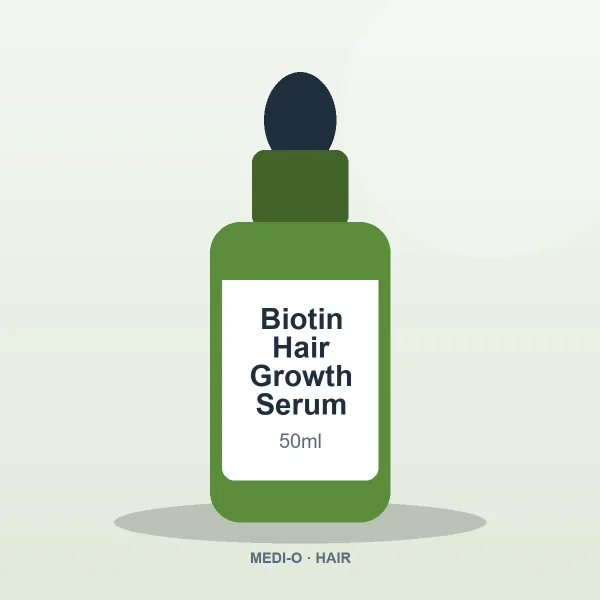 Biotin
Hair
Growth
Serum
50ml
MEDI-O · HAIR